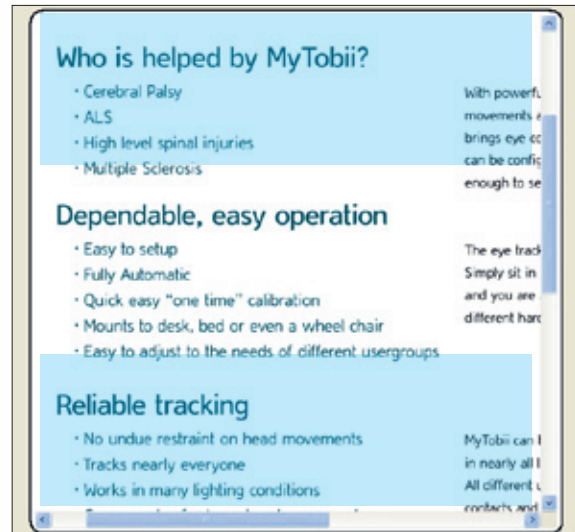 Who is helped by MyTobii?
· Cerebral Palsy
· ALS
· High level spinal injuries
· Multiple Sclerosis
With powerfu
movements a
brings eye co
can be config
enough to se
Dependable, easy operation
· Easy to setup
· Fully Automatic
· Quick easy “one time” calibration
· Mounts to desk, bed or even a wheel chair
· Easy to adjust to the needs of different usergroups
The eye track
Simply sit in
and you are
different hard
Reliable tracking
· No undue restraint on head movements
· Tracks nearly everyone
· Works in many lighting conditions
MyTobii can
in nearly all l
All different u
contacts and